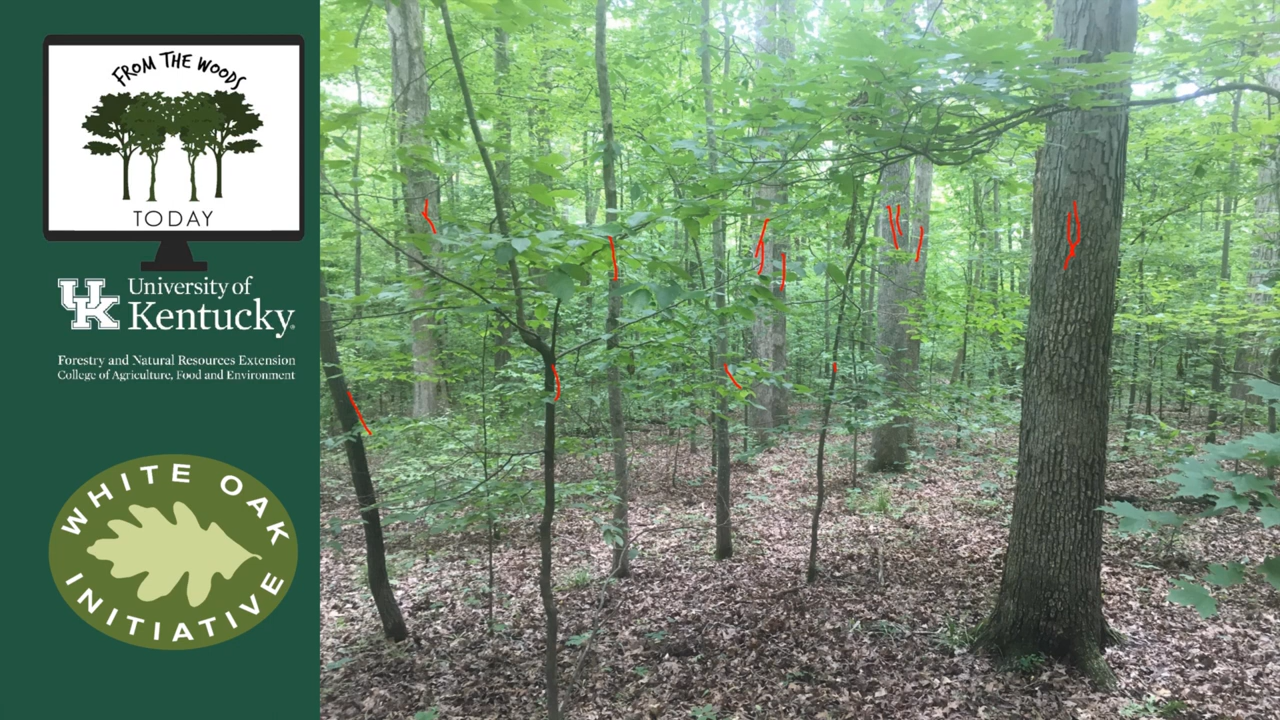 FROM THE WOODS
TODAY
UK
University of
Kentucky.
Forestry and Natural Resources Extension
College of Agriculture, Food and Environment
WHITE OAK
INITIATIVE